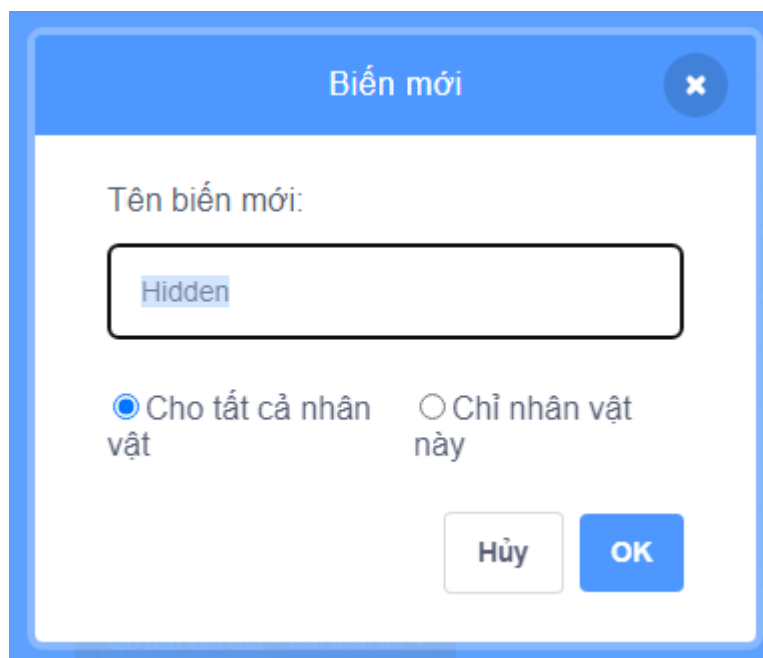 Biến mới
Tên biến mới:
Hidden
Cho tất cả nhân vật
Chỉ nhân vật này
Hủy
OK